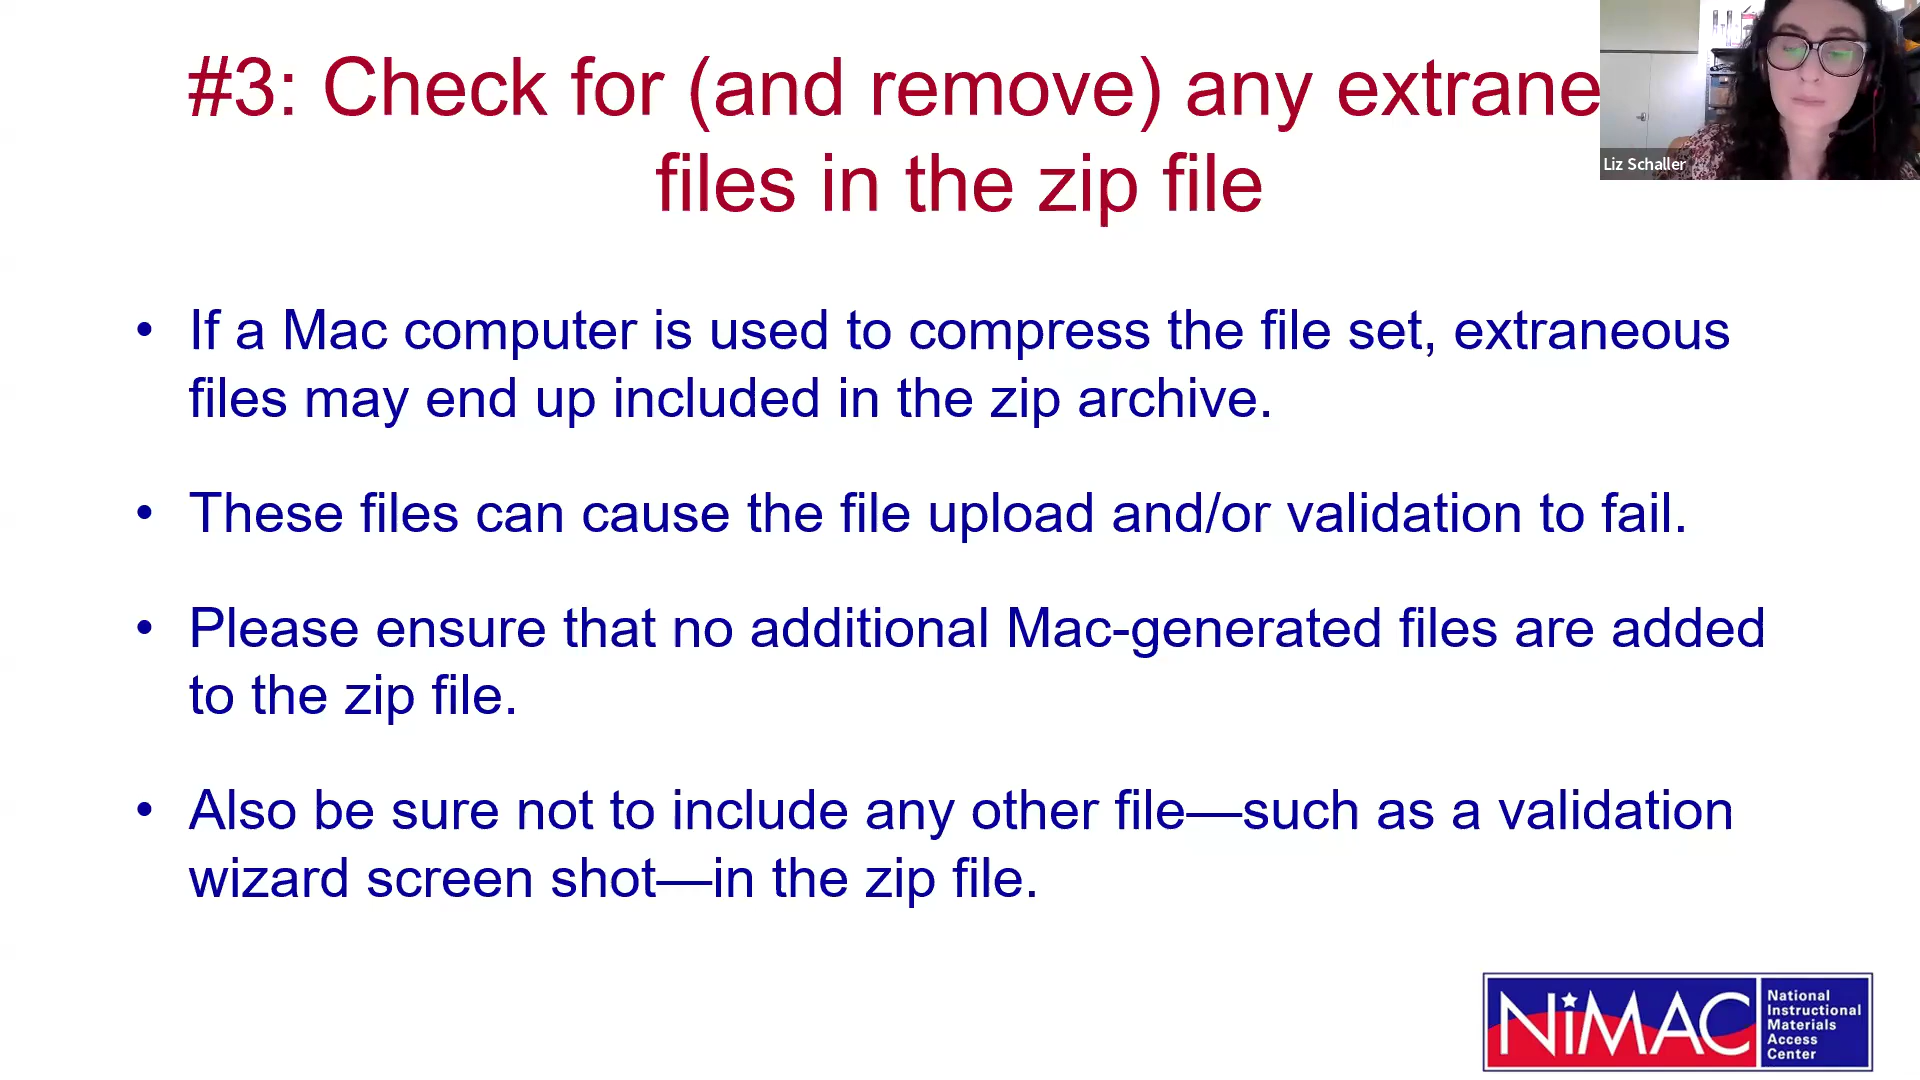 #3: Check for (and remove) any extrane
files in the zip file
Liz Schaller
• If a Mac computer is used to compress the file set, extraneous
files may end up included in the zip archive.
• These files can cause the file upload and/or validation to fail.
• Please ensure that no additional Mac-generated files are added
to the zip file.
• Also be sure not to include any other file—such as a validation
wizard screen shot—in the zip file.
NiMAC
National
Instructional
Materials
Access
Center